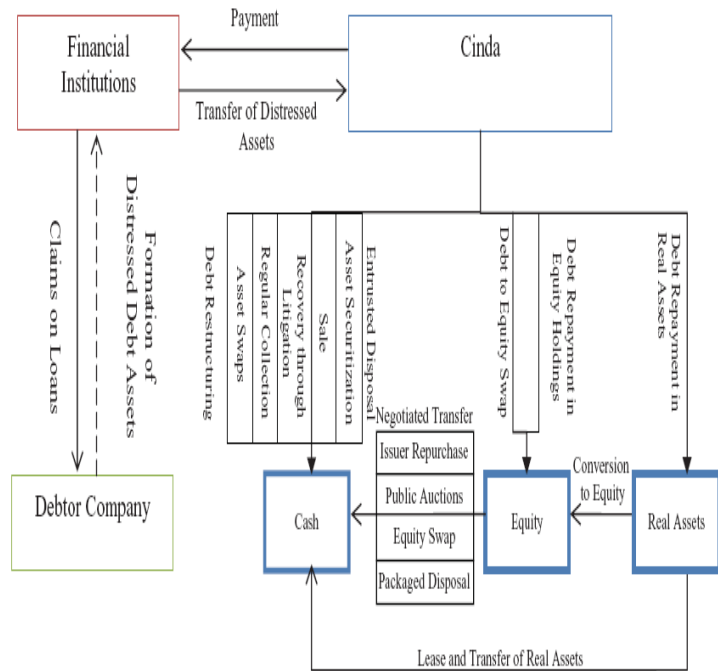 Payment
Financial
Institutions
Cinda
Transfer of Distressed
Assets
Claims on Loans
Formation of
Distressed Debt Assets
Debt Restructuring
Asset Swaps
Regular Collection
Recovery through
Litigation
Sale
Asset Securitization
Entrusted Disposal
Debt to Equity Swap
Debt Repayment in
Equity Holdings
Debt Repayment in
Real Assets
Negotiated Transfer
Issuer Repurchase
Public Auctions
Equity Swap
Packaged Disposal
Conversion
to Equity
Debtor Company
Cash
Equity
Real Assets
Lease and Transfer of Real Assets